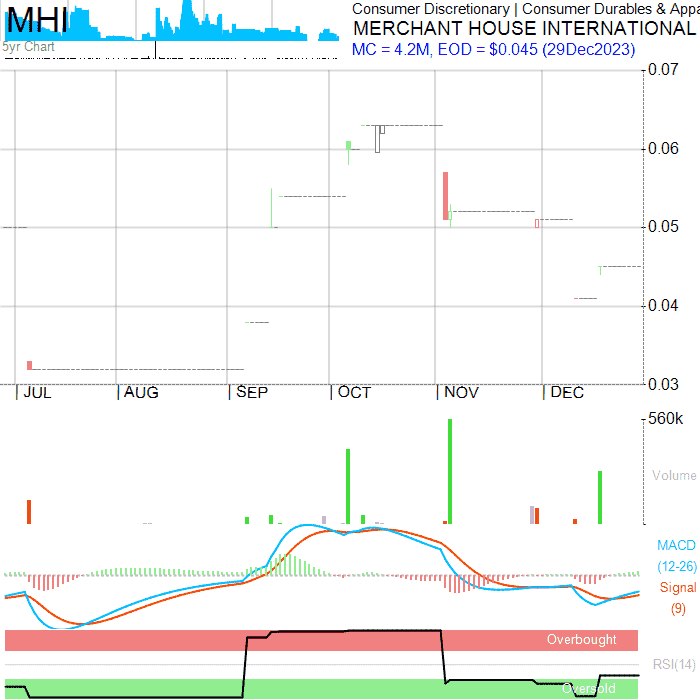 MHI
5yr Chart
Consumer Discretionary | Consumer Durables & Appa
MERCHANT HOUSE INTERNATIONAL
MC = 4.2M, EOD = $0.045 (29Dec2023)
0.07
0.06
0.05
0.04
0.03
| JUL | AUG | SEP | OCT | NOV | DEC
560k
Volume
MACD
(12-26)
Signal
(9)
Overbought
RSI(14)
Oversold